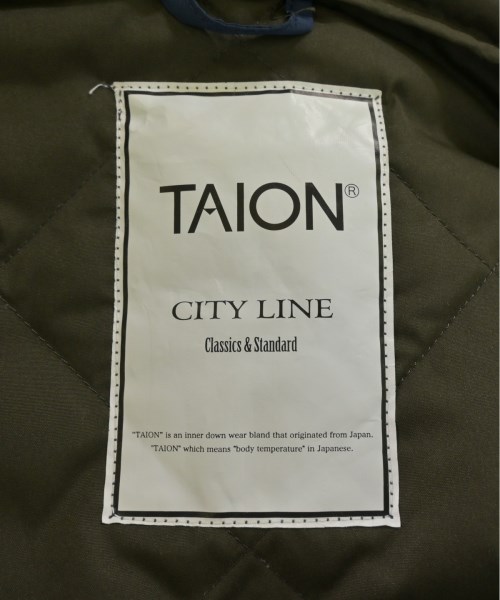 TAION®
CITY LINE
Classics & Standard
"TAION" is an inner down wear bland that originated from Japan.
"TAION" which means "body temperature" in Japanese.